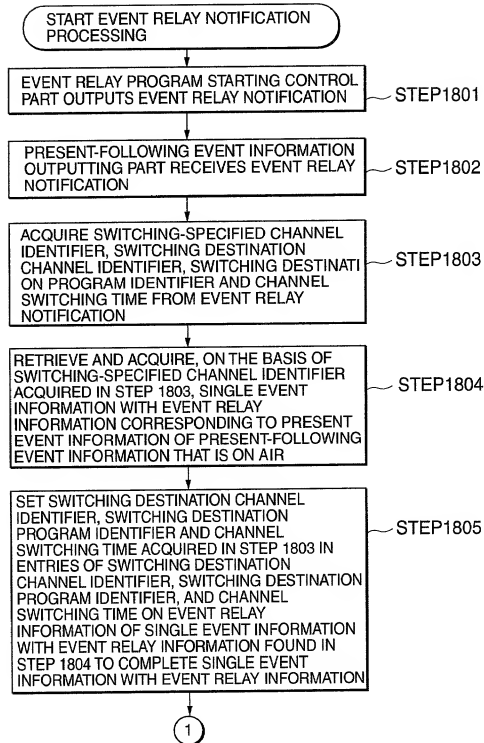 START EVENT RELAY NOTIFICATION
PROCESSING
EVENT RELAY PROGRAM STARTING CONTROL
PART OUTPUTS EVENT RELAY NOTIFICATION
STEP1801
PRESENT-FOLLOWING EVENT INFORMATION
OUTPUTTING PART RECEIVES EVENT RELAY
NOTIFICATION
STEP1802
ACQUIRE SWITCHING-SPECIFIED CHANNEL
IDENTIFIER, SWITCHING DESTINATION
CHANNEL IDENTIFIER, SWITCHING DESTINATI
ON PROGRAM IDENTIFIER AND CHANNEL
SWITCHING TIME FROM EVENT RELAY
NOTIFICATION
STEP1803
RETRIEVE AND ACQUIRE, ON THE BASIS OF
SWITCHING-SPECIFIED CHANNEL IDENTIFIER
ACQUIRED IN STEP 1803, SINGLE EVENT
INFORMATION WITH EVENT RELAY
INFORMATION CORRESPONDING TO PRESENT
EVENT INFORMATION OF PRESENT-FOLLOWING
EVENT INFORMATION THAT IS ON AIR
STEP1804
SET SWITCHING DESTINATION CHANNEL
IDENTIFIER, SWITCHING DESTINATION
PROGRAM IDENTIFIER AND CHANNEL
SWITCHING TIME ACQUIRED IN STEP 1803 IN
ENTRIES OF SWITCHING DESTINATION
CHANNEL IDENTIFIER, SWITCHING DESTINATION
PROGRAM IDENTIFIER, AND CHANNEL
SWITCHING TIME ON EVENT RELAY
INFORMATION OF SINGLE EVENT INFORMATION
WITH EVENT RELAY INFORMATION FOUND IN
STEP 1804 TO COMPLETE SINGLE EVENT
INFORMATION WITH EVENT RELAY INFORMATION
STEP1805
1